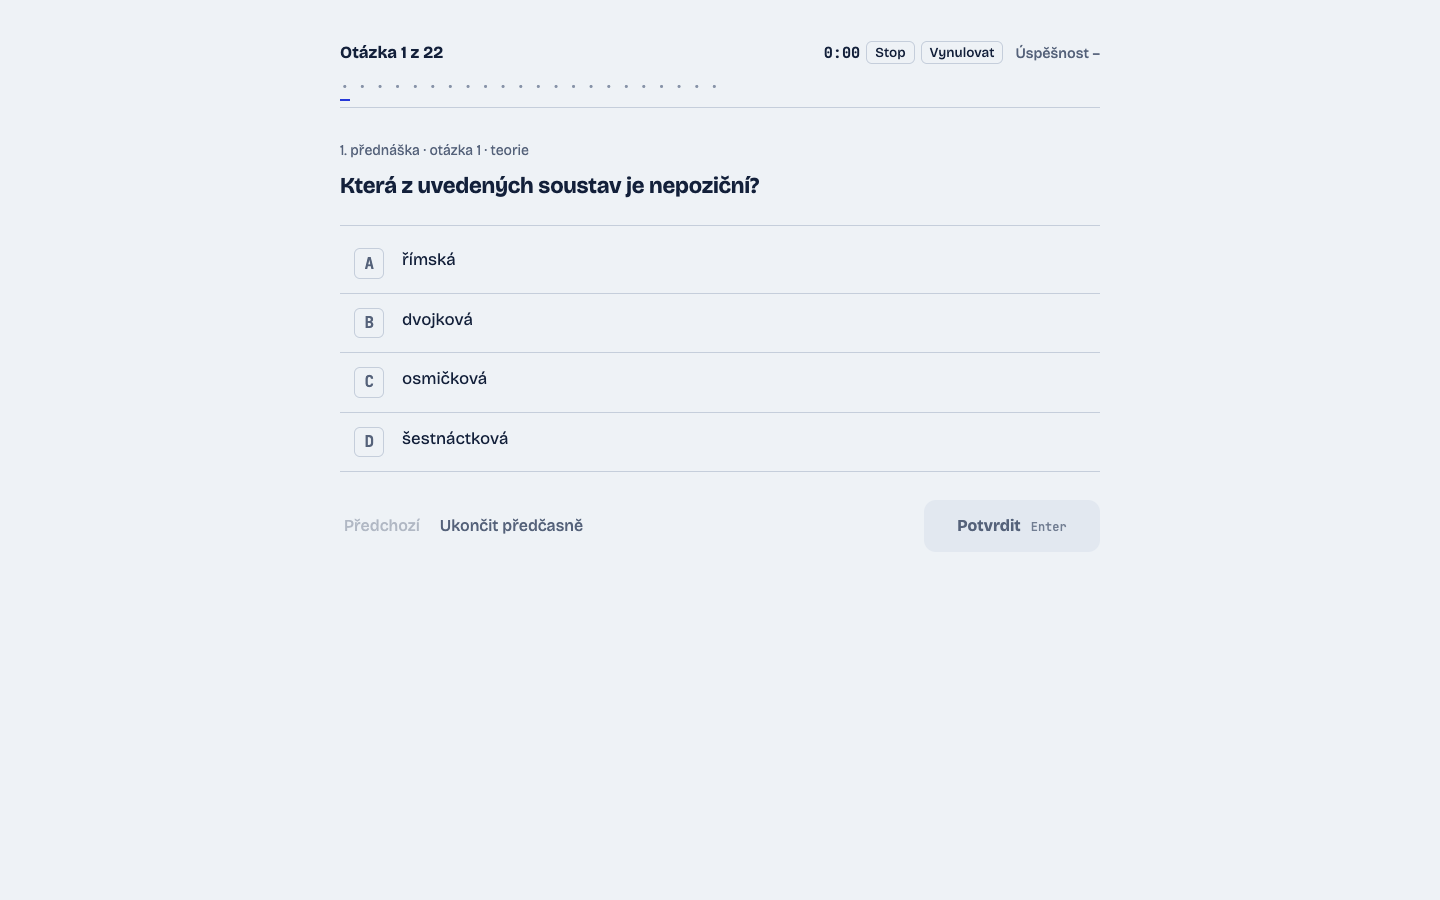 Otázka 1 z 22
0:00 Stop Vynulovat Úspěšnost –
1. přednáška · otázka 1 · teorie
Která z uvedených soustav je nepoziční?
A římská
B dvojková
C osmičková
D šestnáctková
Předchozí Ukončit předčasně Potvrdit Enter